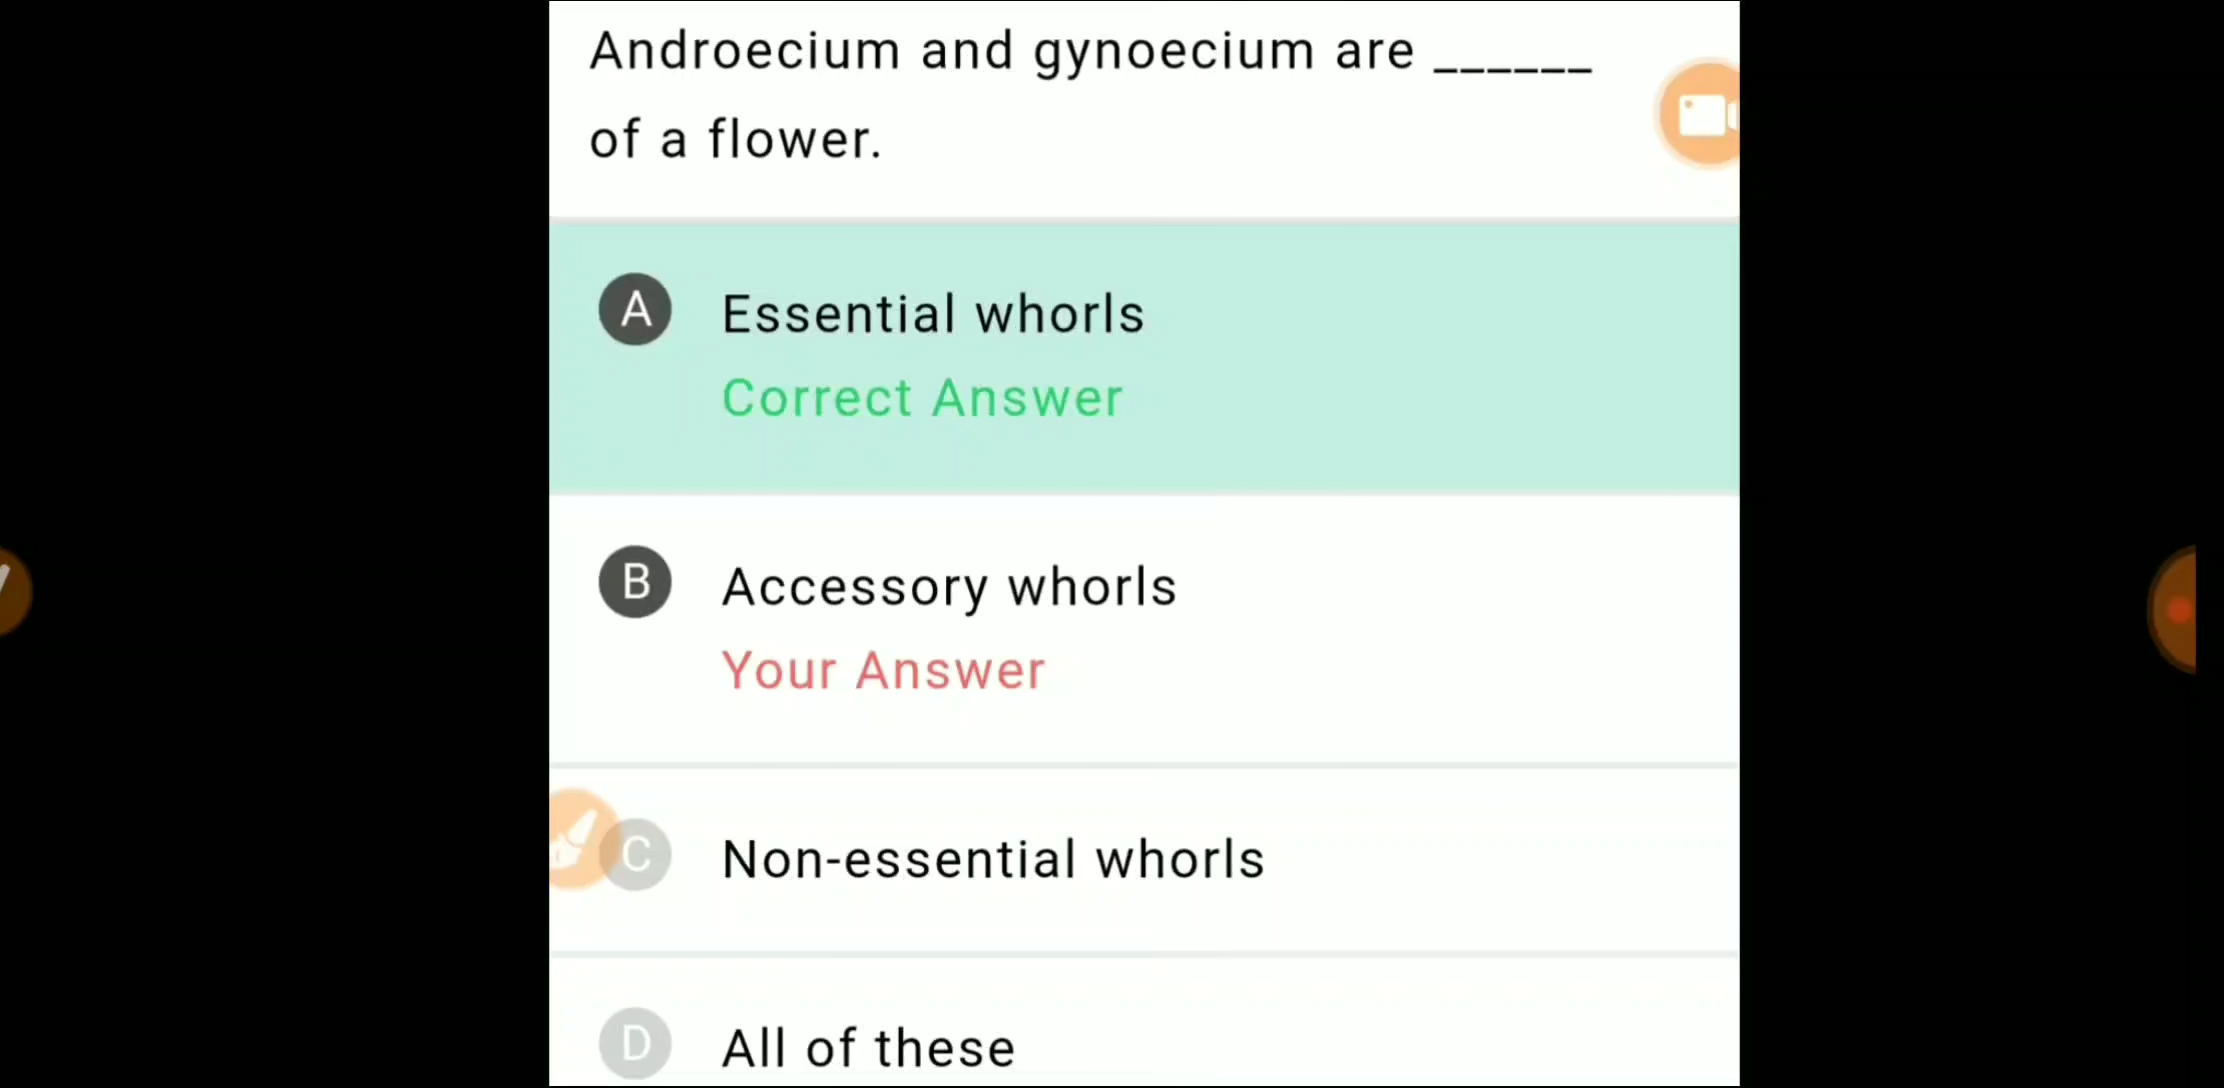 Androecium and gynoecium are ______
of a flower.
A Essential whorls
Correct Answer
B Accessory whorls
Your Answer
C Non-essential whorls
D All of these